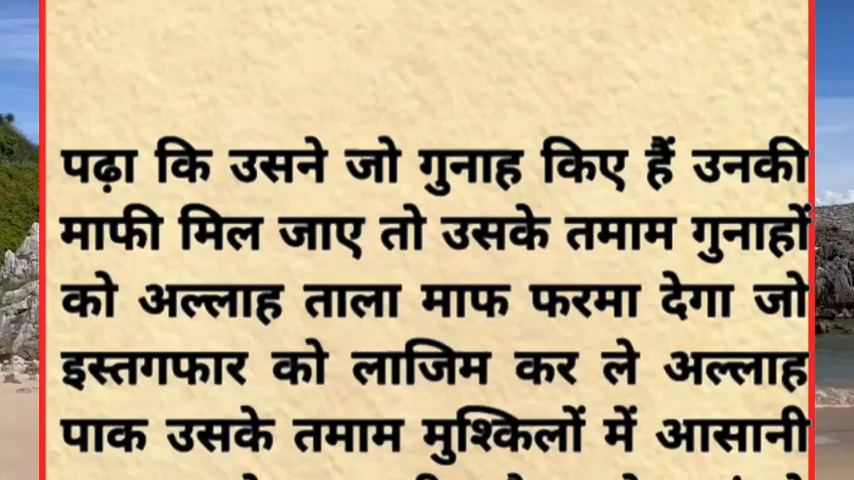 पढ़ा कि उसने जो गुनाह किए हैं उनकी
माफी मिल जाए तो उसके तमाम गुनाहों
को अल्लाह ताला माफ फरमा देगा जो
इस्तगफार को लाजिम कर ले अल्लाह
पाक उसके तमाम मुश्किलों में आसानी